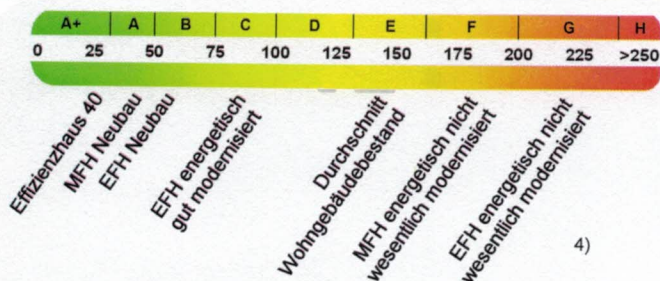 A+ A B C D E F G H
0 25 50 75 100 125 150 175 200 225 >250
Effizienzhaus 40
MFH Neubau
EFH Neubau
EFH energetisch
gut modernisiert
Durchschnitt
Wohngebäudebestand
MFH energetisch nicht
wesentlich modernisiert
EFH energetisch nicht
wesentlich modernisiert
4)